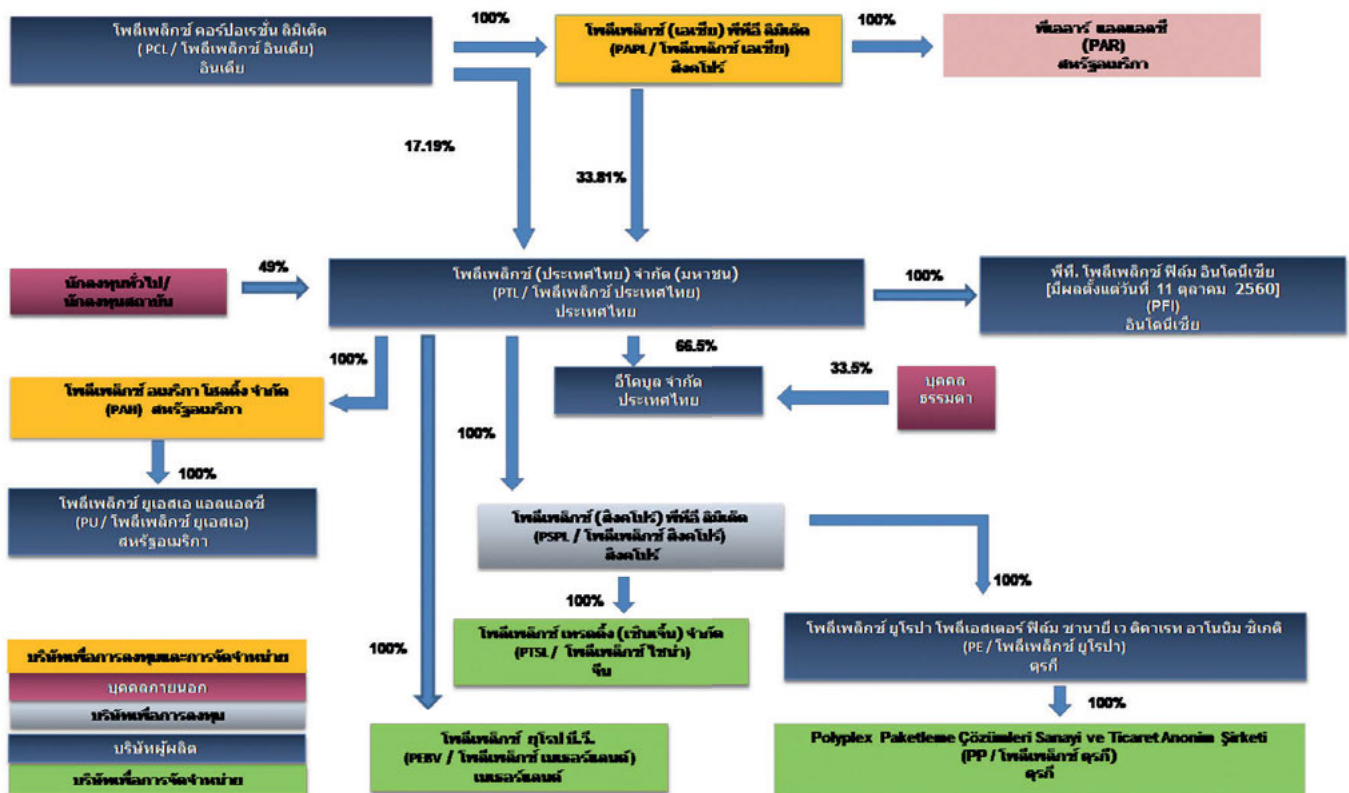 โพลีเพล็กซ์ คอร์ปอเรชั่น ลิมิเต็ด
(PCL / โพลีเพล็กซ์ อินเดีย)
อินเดีย
100%
โพลีเพล็กซ์ (เอเชีย) พีทีอี ลิมิเต็ด
(PAPL / โพลีเพล็กซ์ เอเชีย)
สิงคโปร์
100%
พีเออาร์ แอลแอลซี
(PAR)
สหรัฐอเมริกา
17.19%
33.81%
นักลงทุนทั่วไป/
นักลงทุนสถาบัน
49%
โพลีเพล็กซ์ (ประเทศไทย) จำกัด (มหาชน)
(PTL / โพลีเพล็กซ์ ประเทศไทย)
ประเทศไทย
100%
พีที. โพลีเพล็กซ์ ฟิล์ม อินโดนีเซีย
[มีผลตั้งแต่วันที่ 11 ตุลาคม 2560]
(PFI)
อินโดนีเซีย
100%
66.5%
โพลีเพล็กซ์ อเมริกา โฮลดิ้ง จำกัด
(PAH) สหรัฐอเมริกา
อีโคบูล จำกัด
ประเทศไทย
33.5%
บุคคล
ธรรมดา
100%
100%
โพลีเพล็กซ์ ยูเอสเอ แอลแอลซี
(PU / โพลีเพล็กซ์ ยูเอสเอ)
สหรัฐอเมริกา
โพลีเพล็กซ์ (สิงคโปร์) พีทีอี ลิมิเต็ด
(PSPL / โพลีเพล็กซ์ สิงคโปร์)
สิงคโปร์
100%
100%
โพลีเพล็กซ์ เทรดดิ้ง (เซินเจิ้น) จำกัด
(PTSL / โพลีเพล็กซ์ ไชน่า)
จีน
โพลีเพล็กซ์ ยูโรปา โพลีเอสเตอร์ ฟิล์ม ซานายี เว ติคาเรท อาโนนิม ซิเกติ
(PE / โพลีเพล็กซ์ ยูโรปา)
ตุรกี
100%
100%
บริษัทเพื่อการลงทุนและการจัดจำหน่าย
บุคคลภายนอก
บริษัทเพื่อการลงทุน
บริษัทผู้ผลิต
บริษัทเพื่อการจัดจำหน่าย
โพลีเพล็กซ์ ยุโรป บี.วี.
(PEBV / โพลีเพล็กซ์ เนเธอร์แลนด์)
เนเธอร์แลนด์
Polyplex Paketleme Çözümleri Sanayi ve Ticaret Anonim Şirketi
(PP / โพลีเพล็กซ์ ตุรกี)
ตุรกี